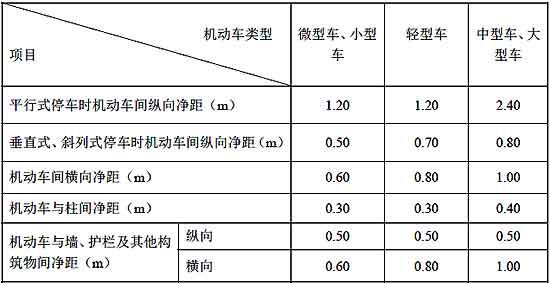 机动车类型
项目
微型车、小型
车
轻型车
中型车、大
型车
平行式停车时机动车间纵向净距（m）
1.20
1.20
2.40
垂直式、斜列式停车时机动车间纵向净距（m）
0.50
0.70
0.80
机动车间横向净距（m）
0.60
0.80
1.00
机动车与柱间净距（m）
0.30
0.30
0.40
机动车与墙、护栏及其他构
筑物间净距（m）
纵向
0.50
0.50
0.50
横向
0.60
0.80
1.00